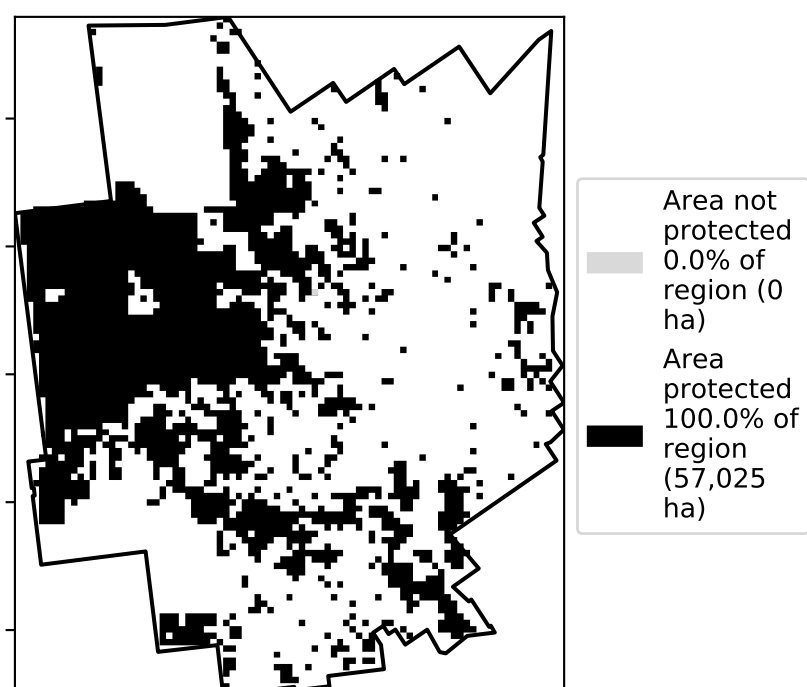 Area not
protected
0.0% of
region (0
ha)
Area
protected
100.0% of
region
(57,025
ha)